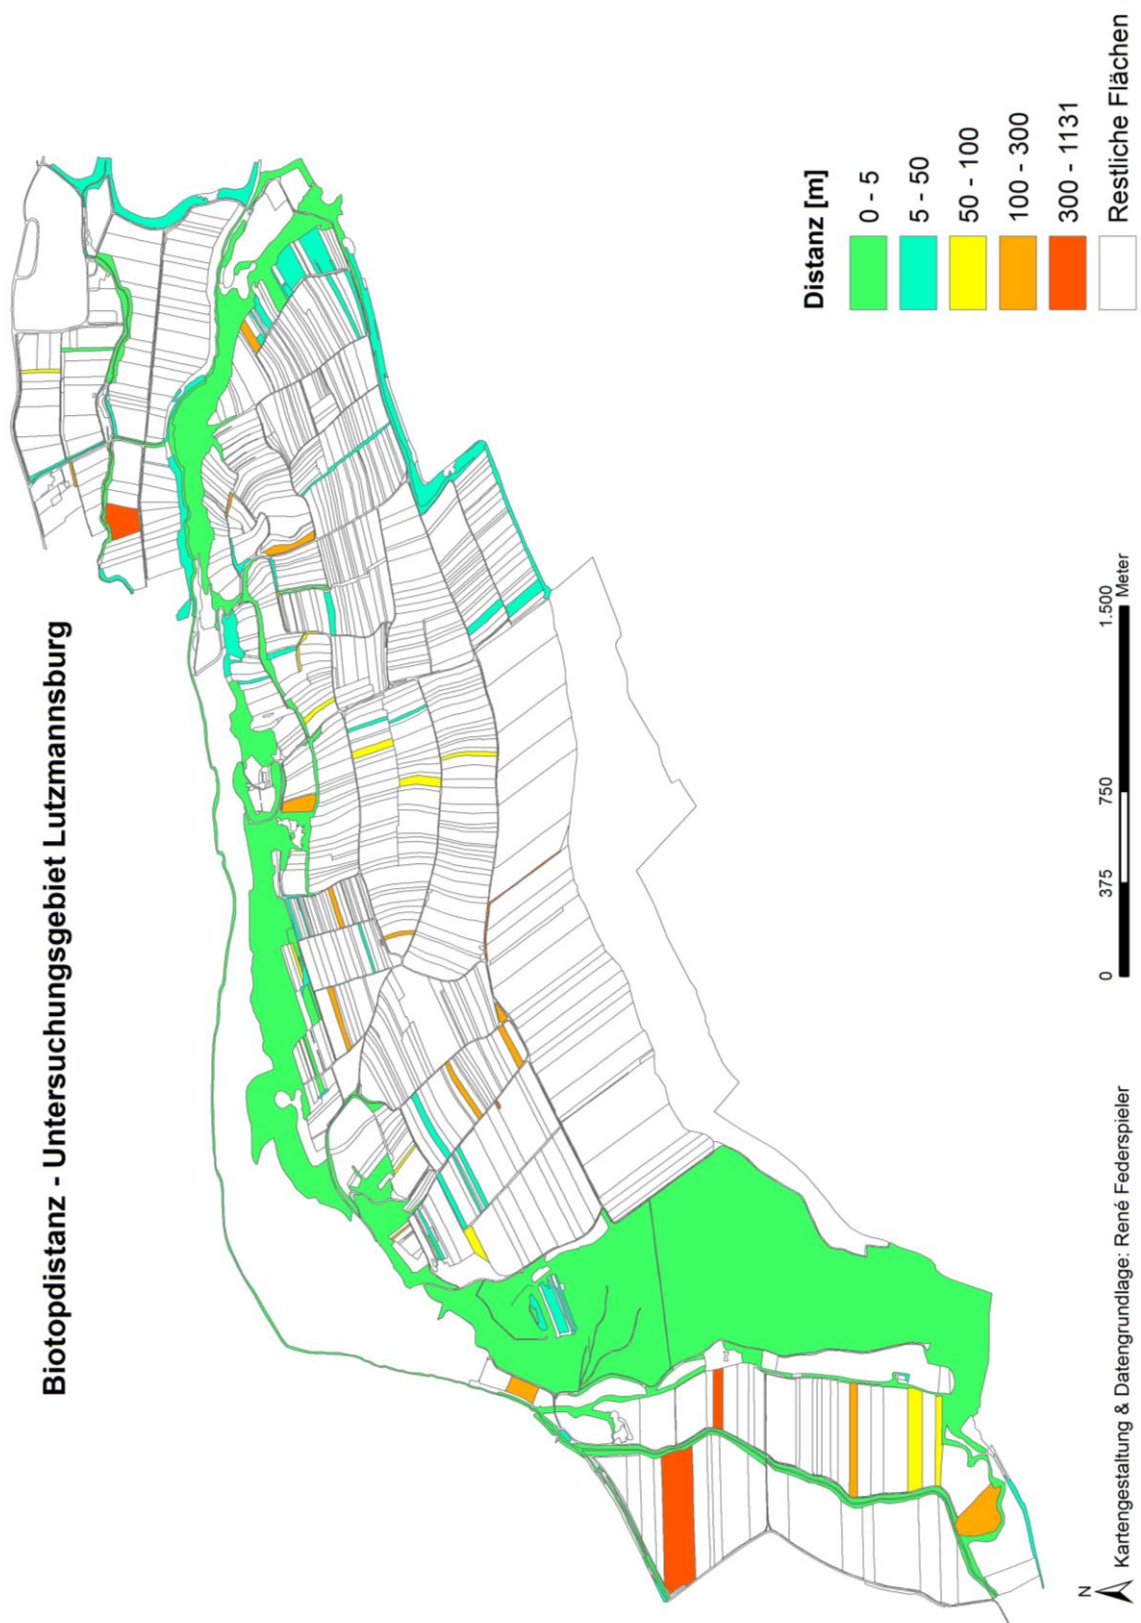 Biotopdistanz - Untersuchungsgebiet Lutzmannsburg
Distanz [m]
0 - 5
5 - 50
50 - 100
100 - 300
300 - 1131
Restliche Flächen
N
Kartengestaltung & Datengrundlage: René Federspieler
0 375 750 1.500
Meter